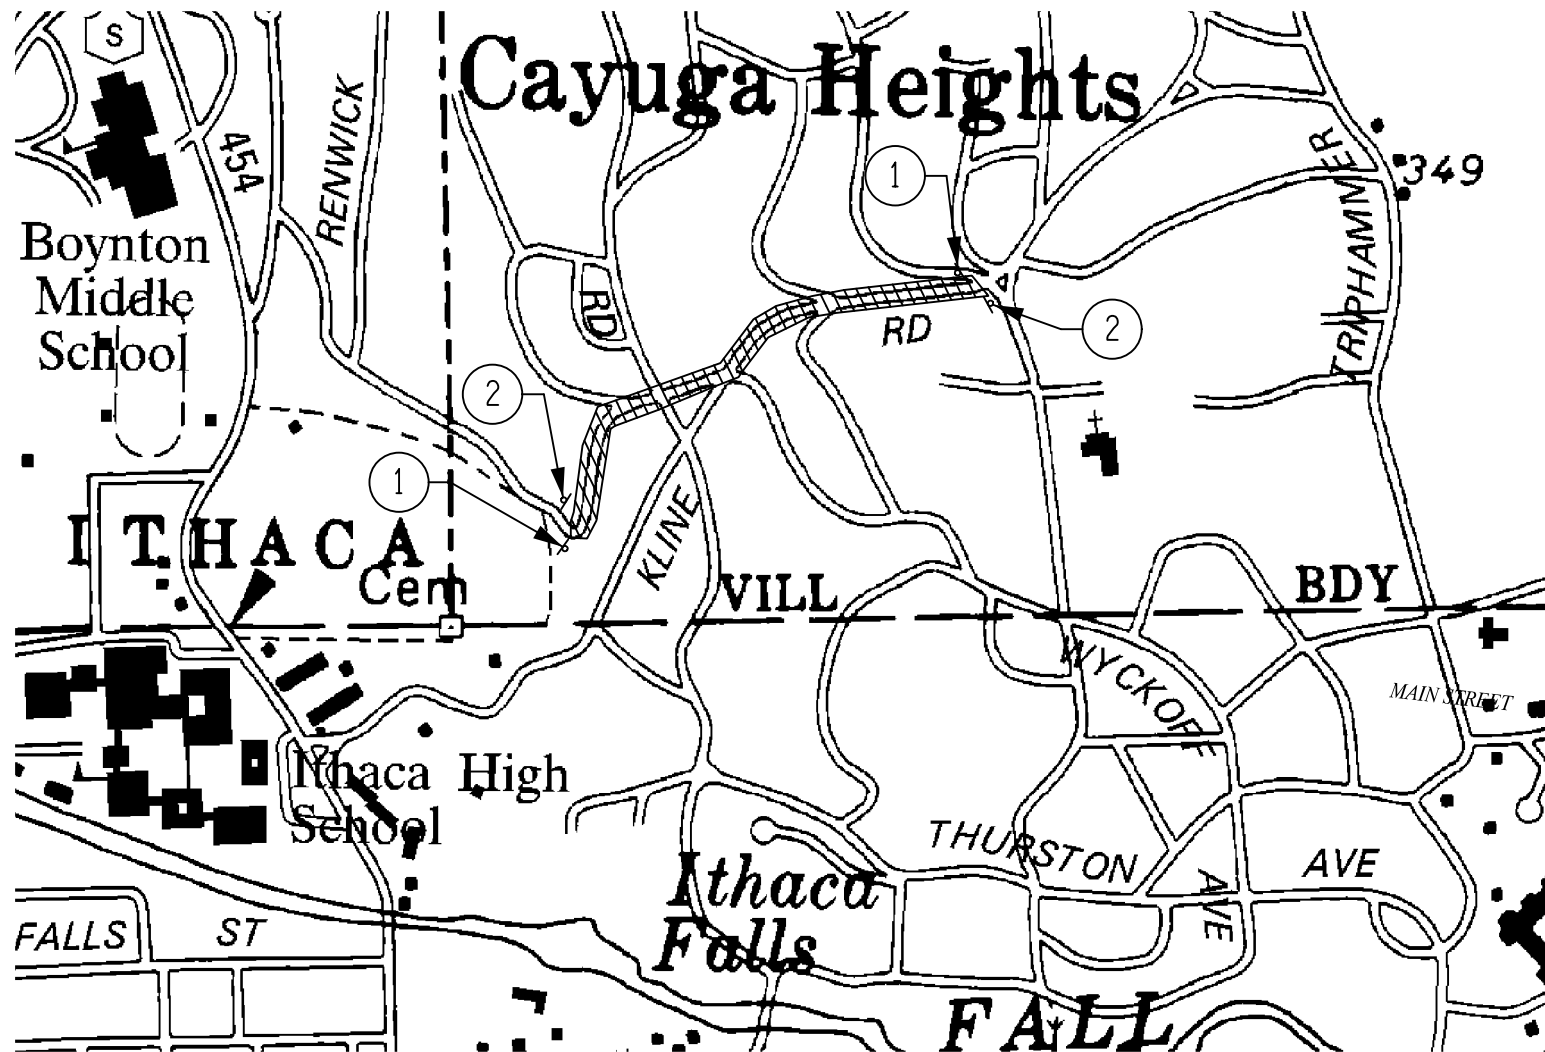 S
Cayuga Heights
RENWICK
454
TRIPHAMMER
349
1
Boynton
Middle
School
RD
RD
2
2
1
KLINE
ITHACA
Cem
VILL
BDY
WYCKOFF
MAIN STREET
Ithaca High
School
THURSTON
AVE
AVE
Ithaca
Falls
FALLS
ST
FALL